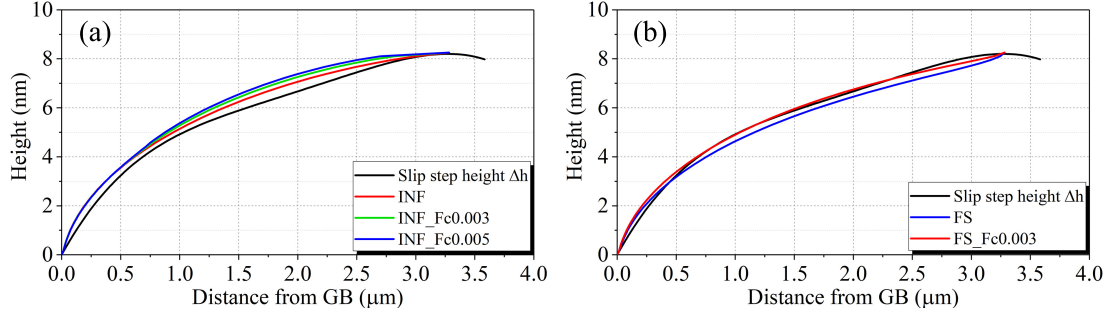 (a)
Height (nm)
10
8
6
4
2
0
Slip step height Δh
INF
INF_Fc0.003
INF_Fc0.005
0.0 0.5 1.0 1.5 2.0 2.5 3.0 3.5 4.0
Distance from GB (μm)
(b)
Height (nm)
10
8
6
4
2
0
Slip step height Δh
FS
FS_Fc0.003
0.0 0.5 1.0 1.5 2.0 2.5 3.0 3.5 4.0
Distance from GB (μm)